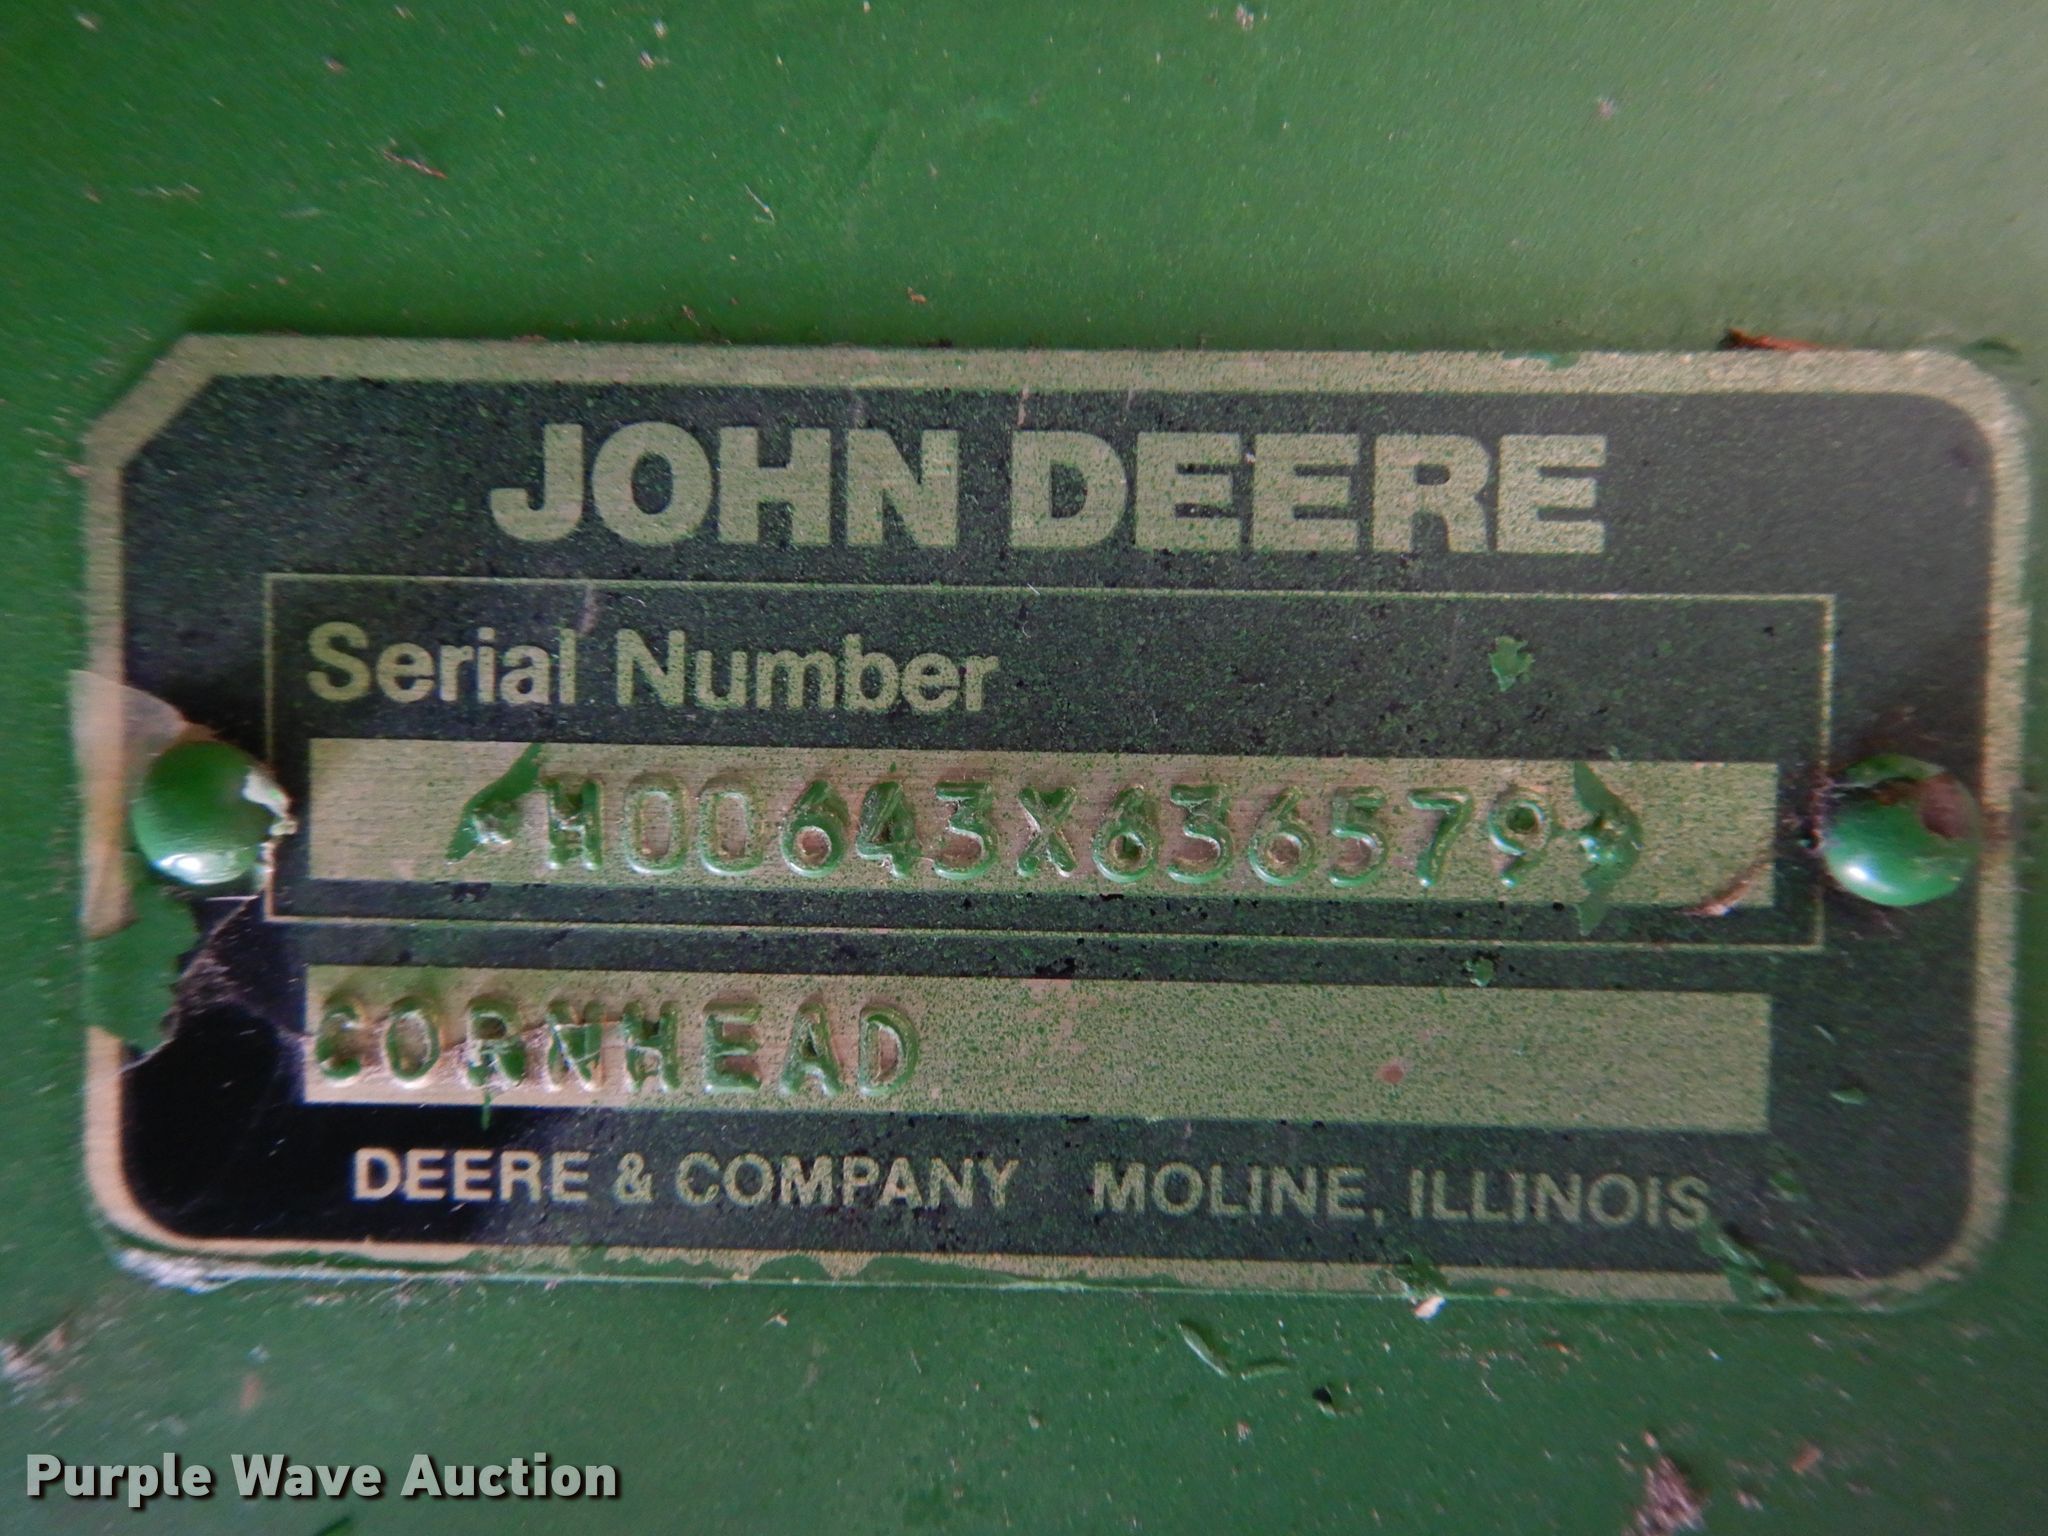 JOHN DEERE
Serial Number
*H00643X636579*
CORNHEAD
DEERE & COMPANY MOLINE, ILLINOIS
Purple Wave Auction